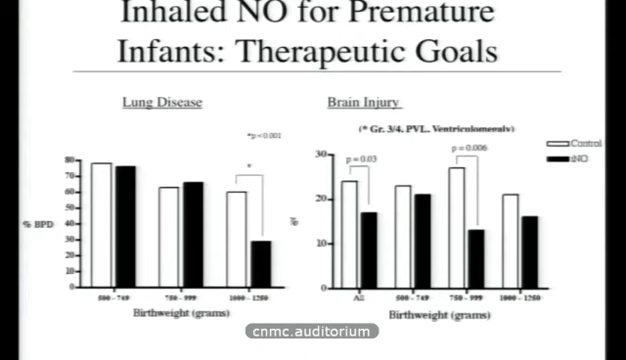 Inhaled NO for Premature
Infants: Therapeutic Goals
Lung Disease
Brain Injury
*p<0.001
(* Gr. 3/4, PVL, Ventriculomegaly)
Control
iNO
*
p = 0.03
p = 0.006
% BPD
80
70
60
50
40
30
20
10
0
30
20
10
0
500 - 749
750 - 999
1000 - 1250
All
500 - 749
750 - 999
1000 - 1250
Birthweight (grams)
Birthweight (grams)
cnmc.auditorium